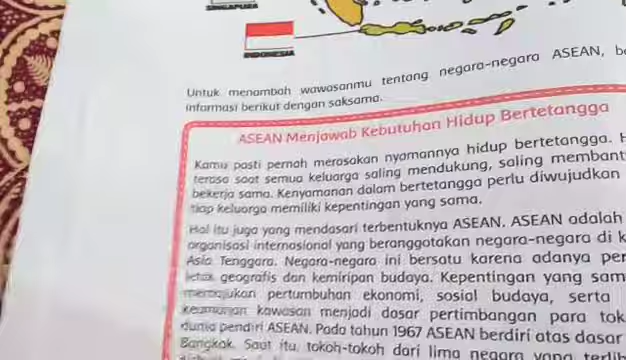 SINGAPURA
INDONESIA
Untuk menambah wawasanmu tentang negara-negara ASEAN, b
informasi berikut dengan saksama.
ASEAN Menjawab Kebutuhan Hidup Bertetangga
Kamu pasti pernah merasakan nyamannya hidup bertetangga. H
terasa saat semua keluarga saling mendukung, saling membant
bekerja sama. Kenyamanan dalam bertetangga perlu diwujudkan
tiap keluarga memiliki kepentingan yang sama.
Hal itu juga yang mendasari terbentuknya ASEAN. ASEAN adalah
organisasi internasional yang beranggotakan negara-negara di k
Asia Tenggara. Negara-negara ini bersatu karena adanya per
letak geografis dan kemiripan budaya. Kepentingan yang sam
memajukan pertumbuhan ekonomi, sosial budaya, serta
keamanan kawasan menjadi dasar pertimbangan para tok
dunia pendiri ASEAN. Pada tahun 1967 ASEAN berdiri atas dasar
Bangkok. Saat itu, tokoh-tokoh dari lima negara yang terlib